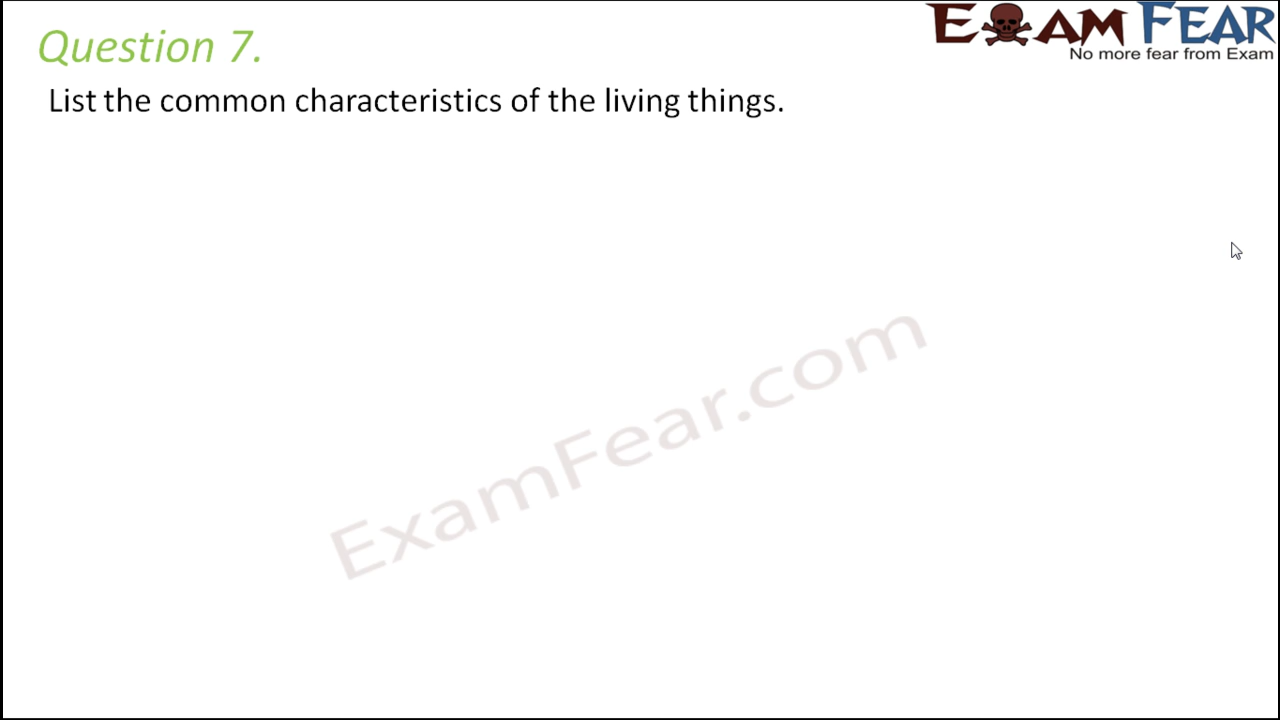 Question 7.
EXAM FEAR
No more fear from Exam
List the common characteristics of the living things.
ExamFear.com